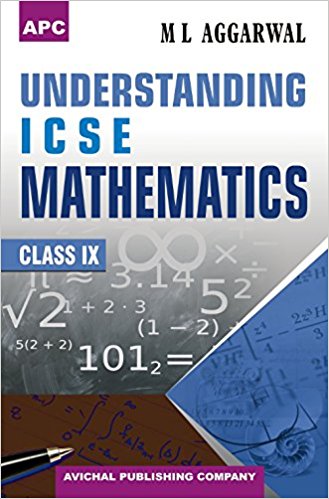 APC
M L AGGARWAL
UNDERSTANDING
ICSE
MATHEMATICS
CLASS IX
∞
π ≈ 3.14
√2
1 + 2 · 3
5²
(1 − 2)
5(2 + 2)
101₂ =
AVICHAL PUBLISHING COMPANY